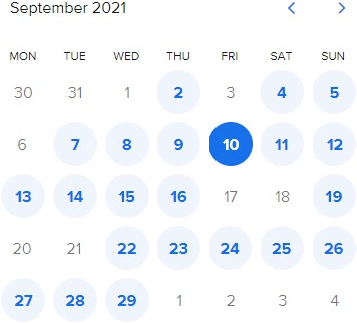 September 2021
MON TUE WED THU FRI SAT SUN
30 31 1 2 3 4 5
6 7 8 9 10 11 12
13 14 15 16 17 18 19
20 21 22 23 24 25 26
27 28 29 1 2 3 4